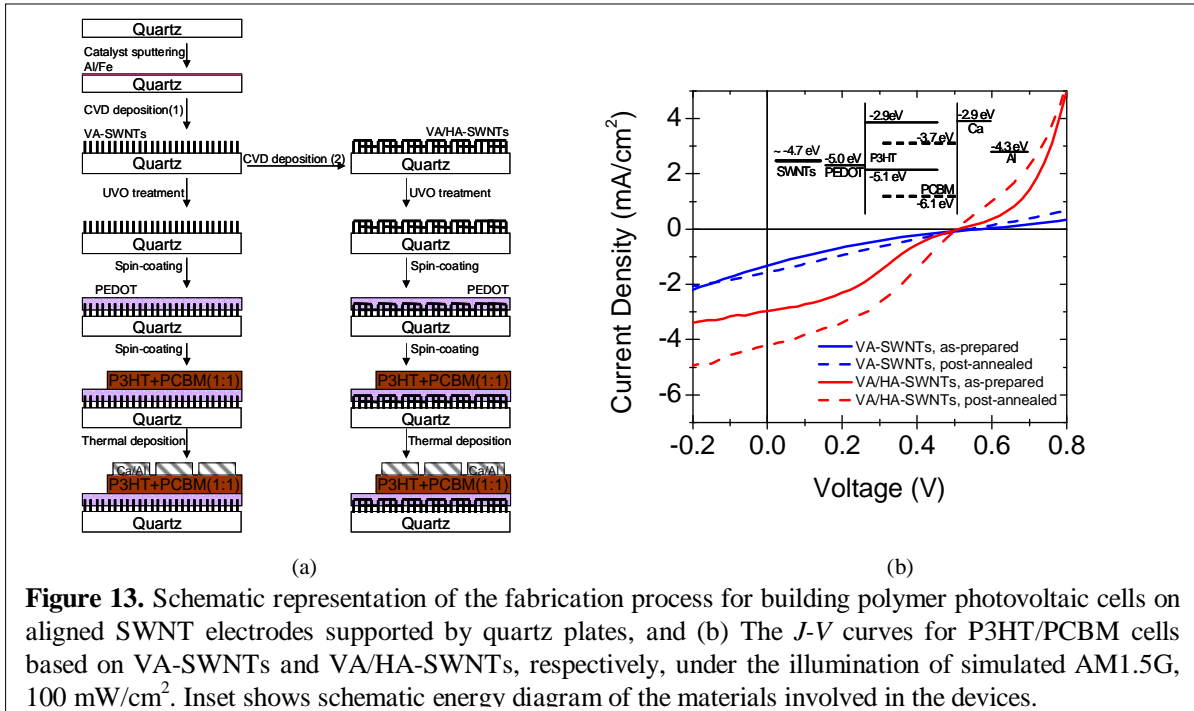 Quartz
Catalyst sputtering
Al/Fe
Quartz
CVD deposition(1)
VA-SWNTs
Quartz
CVD deposition (2)
VA/HA-SWNTs
Quartz
UVO treatment
UVO treatment
Quartz
Quartz
Spin-coating
Spin-coating
PEDOT
PEDOT
Quartz
Quartz
Spin-coating
Spin-coating
P3HT+PCBM(1:1)
P3HT+PCBM(1:1)
Quartz
Quartz
Thermal deposition
Thermal deposition
Ca/Al
Ca/Al
P3HT+PCBM(1:1)
P3HT+PCBM(1:1)
Quartz
Quartz
(a)
Current Density (mA/cm²)
4
2
0
-2
-4
-6
-0.2 0.0 0.2 0.4 0.6 0.8
Voltage (V)
~ -4.7 eV
SWNTs
-5.0 eV
PEDOT
-2.9eV
-3.7eV
P3HT
-5.1 eV
PCBM
-6.1 eV
-2.9 eV
Ca
-4.3 eV
Al
VA-SWNTs, as-prepared
VA-SWNTs, post-annealed
VA/HA-SWNTs, as-prepared
VA/HA-SWNTs, post-annealed
(b)
Figure 13. Schematic representation of the fabrication process for building polymer photovoltaic cells on
aligned SWNT electrodes supported by quartz plates, and (b) The J-V curves for P3HT/PCBM cells
based on VA-SWNTs and VA/HA-SWNTs, respectively, under the illumination of simulated AM1.5G,
100 mW/cm². Inset shows schematic energy diagram of the materials involved in the devices.